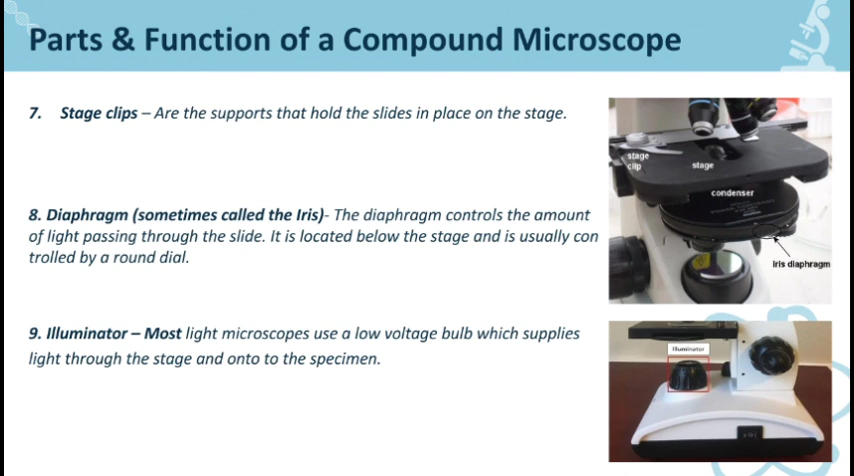 Parts & Function of a Compound Microscope
7. Stage clips – Are the supports that hold the slides in place on the stage.
8. Diaphragm (sometimes called the Iris)- The diaphragm controls the amount
of light passing through the slide. It is located below the stage and is usually con
trolled by a round dial.
9. Illuminator – Most light microscopes use a low voltage bulb which supplies
light through the stage and onto to the specimen.
stage
clip
stage
condenser
iris diaphragm
Illuminator